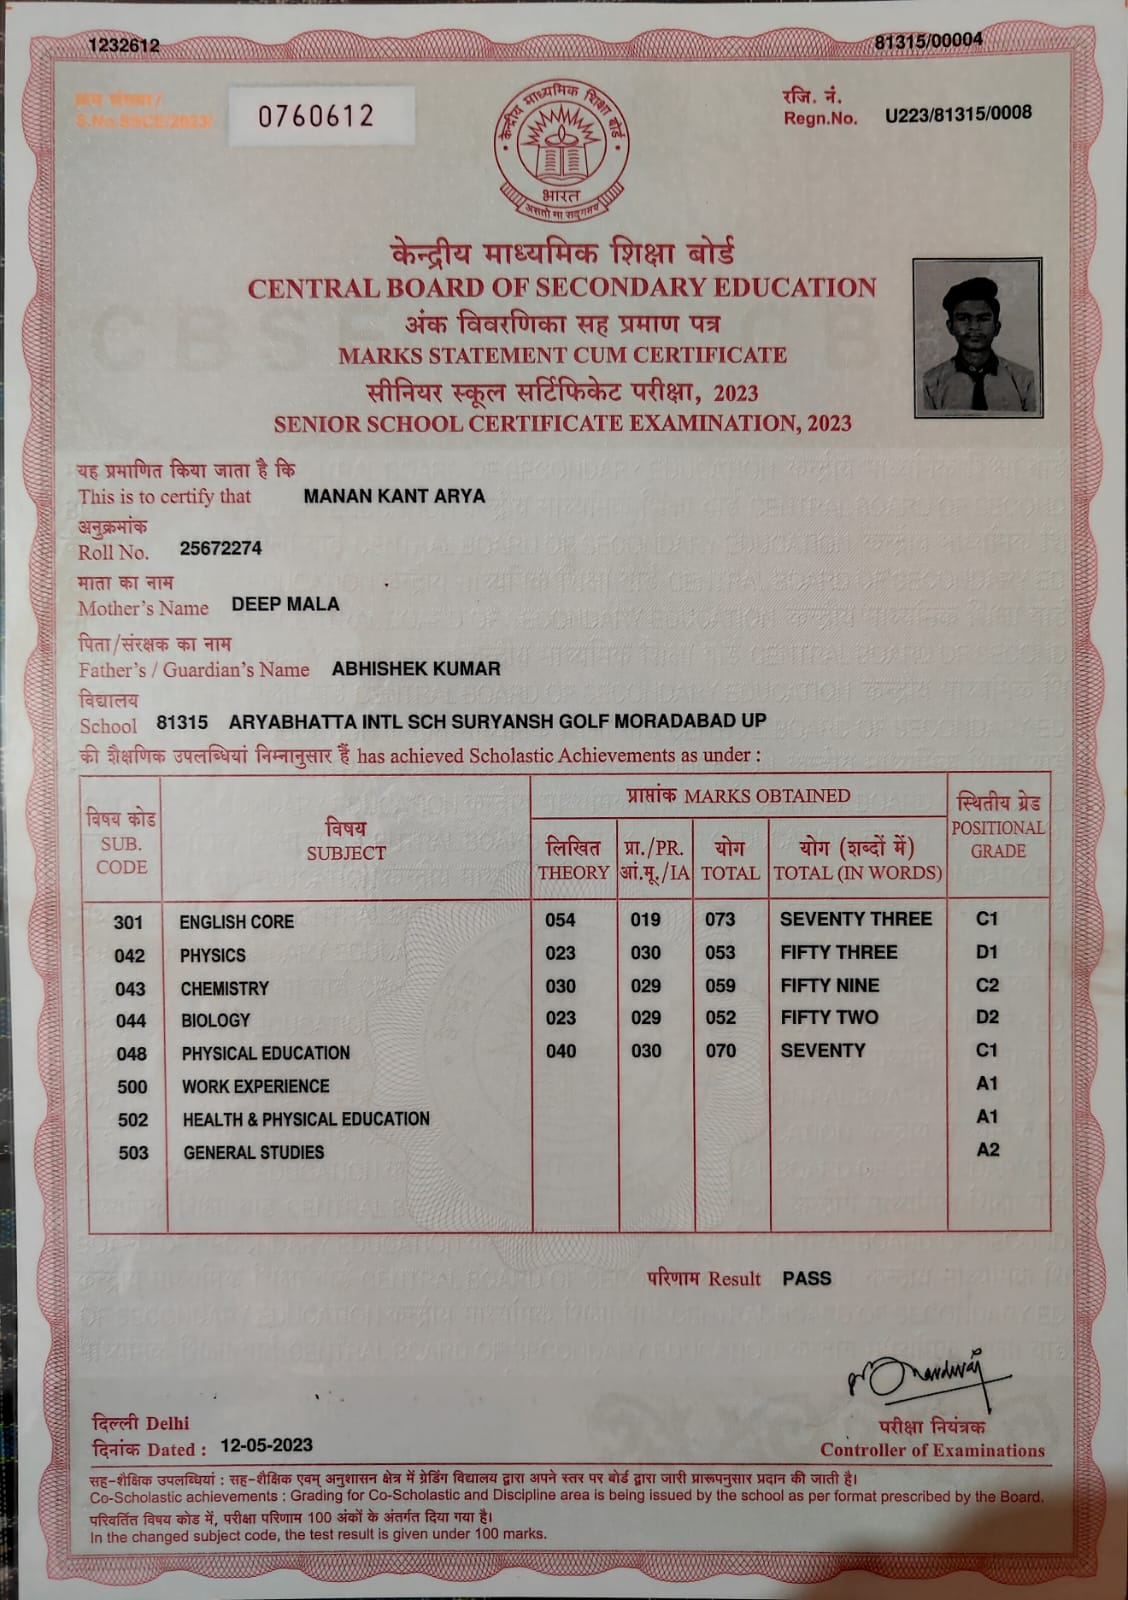 1232612
81315/00004
क्रम संख्या/
S.No.SSCE/2023/
0760612
रजि. नं.
Regn.No. U223/81315/0008
केन्द्रीय माध्यमिक शिक्षा बोर्ड
भारत
असतो मा सद्गमय
केन्द्रीय माध्यमिक शिक्षा बोर्ड
CENTRAL BOARD OF SECONDARY EDUCATION
अंक विवरणिका सह प्रमाण पत्र
MARKS STATEMENT CUM CERTIFICATE
सीनियर स्कूल सर्टिफिकेट परीक्षा, 2023
SENIOR SCHOOL CERTIFICATE EXAMINATION, 2023
यह प्रमाणित किया जाता है कि
This is to certify that MANAN KANT ARYA
अनुक्रमांक
Roll No. 25672274
माता का नाम
Mother's Name DEEP MALA
पिता/संरक्षक का नाम
Father's / Guardian's Name ABHISHEK KUMAR
विद्यालय
School 81315 ARYABHATTA INTL SCH SURYANSH GOLF MORADABAD UP
की शैक्षणिक उपलब्धियां निम्नानुसार हैं has achieved Scholastic Achievements as under :
विषय कोड
SUB.
CODE
विषय
SUBJECT
प्राप्तांक MARKS OBTAINED
लिखित
THEORY
प्रा./PR.
आं.मू./IA
योग
TOTAL
योग (शब्दों में)
TOTAL (IN WORDS)
स्थितीय ग्रेड
POSITIONAL
GRADE
301 ENGLISH CORE 054 019 073 SEVENTY THREE C1
042 PHYSICS 023 030 053 FIFTY THREE D1
043 CHEMISTRY 030 029 059 FIFTY NINE C2
044 BIOLOGY 023 029 052 FIFTY TWO D2
048 PHYSICAL EDUCATION 040 030 070 SEVENTY C1
500 WORK EXPERIENCE A1
502 HEALTH & PHYSICAL EDUCATION A1
503 GENERAL STUDIES A2
परिणाम Result PASS
दिल्ली Delhi
दिनांक Dated : 12-05-2023
परीक्षा नियंत्रक
Controller of Examinations
सह-शैक्षिक उपलब्धियां : सह-शैक्षिक एवम् अनुशासन क्षेत्र में ग्रेडिंग विद्यालय द्वारा अपने स्तर पर बोर्ड द्वारा जारी प्रारूपनुसार प्रदान की जाती है।
Co-Scholastic achievements : Grading for Co-Scholastic and Discipline area is being issued by the school as per format prescribed by the Board.
परिवर्तित विषय कोड में, परीक्षा परिणाम 100 अंकों के अंतर्गत दिया गया है।
In the changed subject code, the test result is given under 100 marks.